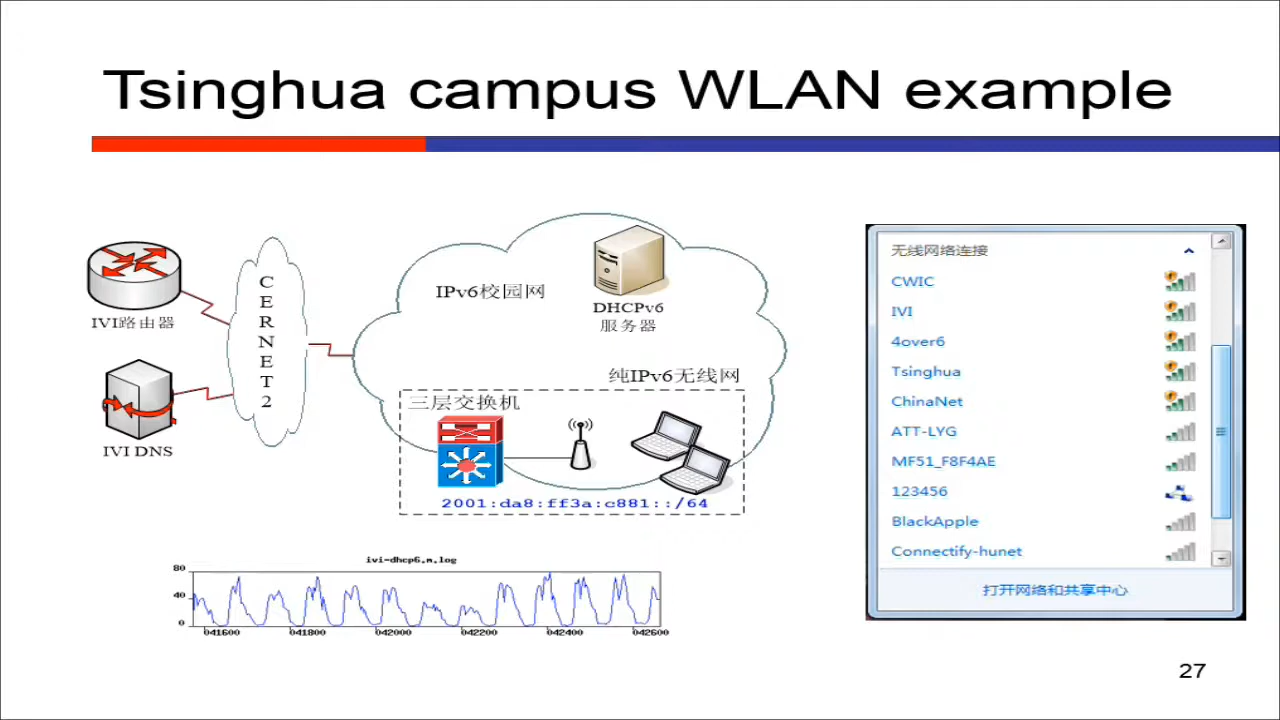 Tsinghua campus WLAN example
IVI路由器
IVI DNS
CERNET2
IPv6校园网
DHCPv6
服务器
纯IPv6无线网
三层交换机
2001:da8:ff3a:c881::/64
ivi-dhcp6.m.log
80
40
0
041600 041800 042000 042200 042400 042600
无线网络连接
CWIC
IVI
4over6
Tsinghua
ChinaNet
ATT-LYG
MF51_F8F4AE
123456
BlackApple
Connectify-hunet
打开网络和共享中心
27